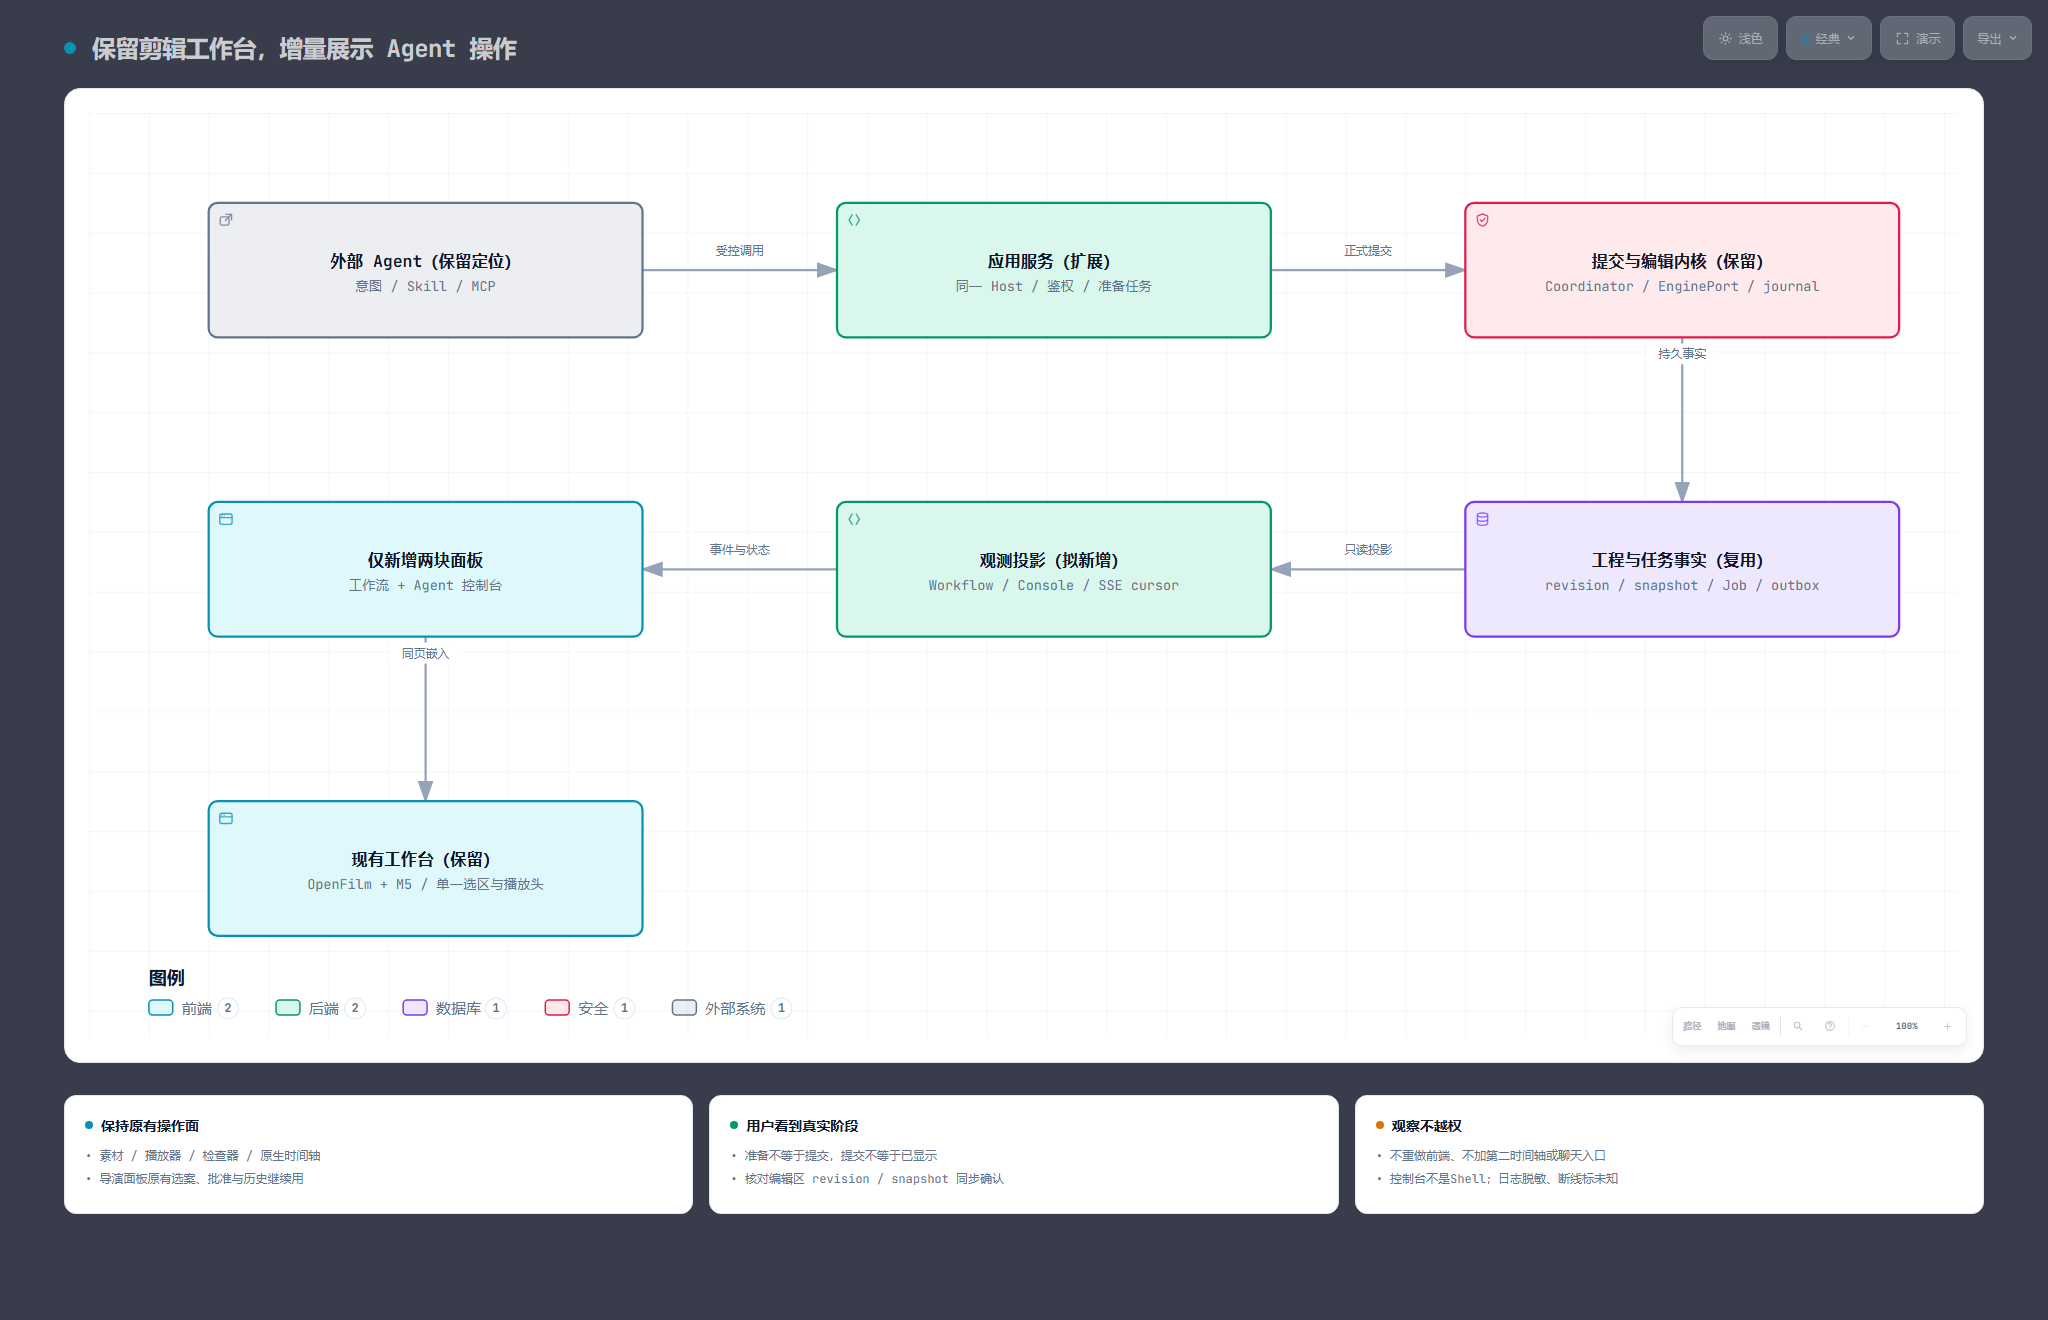 保留剪辑工作台，增量展示 Agent 操作
浅色
经典
演示
导出
外部 Agent（保留定位）
意图 / Skill / MCP
受控调用
应用服务（扩展）
同一 Host / 鉴权 / 准备任务
正式提交
提交与编辑内核（保留）
Coordinator / EnginePort / journal
持久事实
仅新增两块面板
工作流 + Agent 控制台
事件与状态
观测投影（拟新增）
Workflow / Console / SSE cursor
只读投影
工程与任务事实（复用）
revision / snapshot / Job / outbox
同页嵌入
现有工作台（保留）
OpenFilm + M5 / 单一选区与播放头
图例
前端 2
后端 2
数据库 1
安全 1
外部系统 1
路径
地图
透镜
100%
保持原有操作面
• 素材 / 播放器 / 检查器 / 原生时间轴
• 导演面板原有选案、批准与历史继续用
用户看到真实阶段
• 准备不等于提交，提交不等于已显示
• 核对编辑区 revision / snapshot 同步确认
观察不越权
• 不重做前端、不加第二时间轴或聊天入口
• 控制台不是Shell；日志脱敏、断线标未知